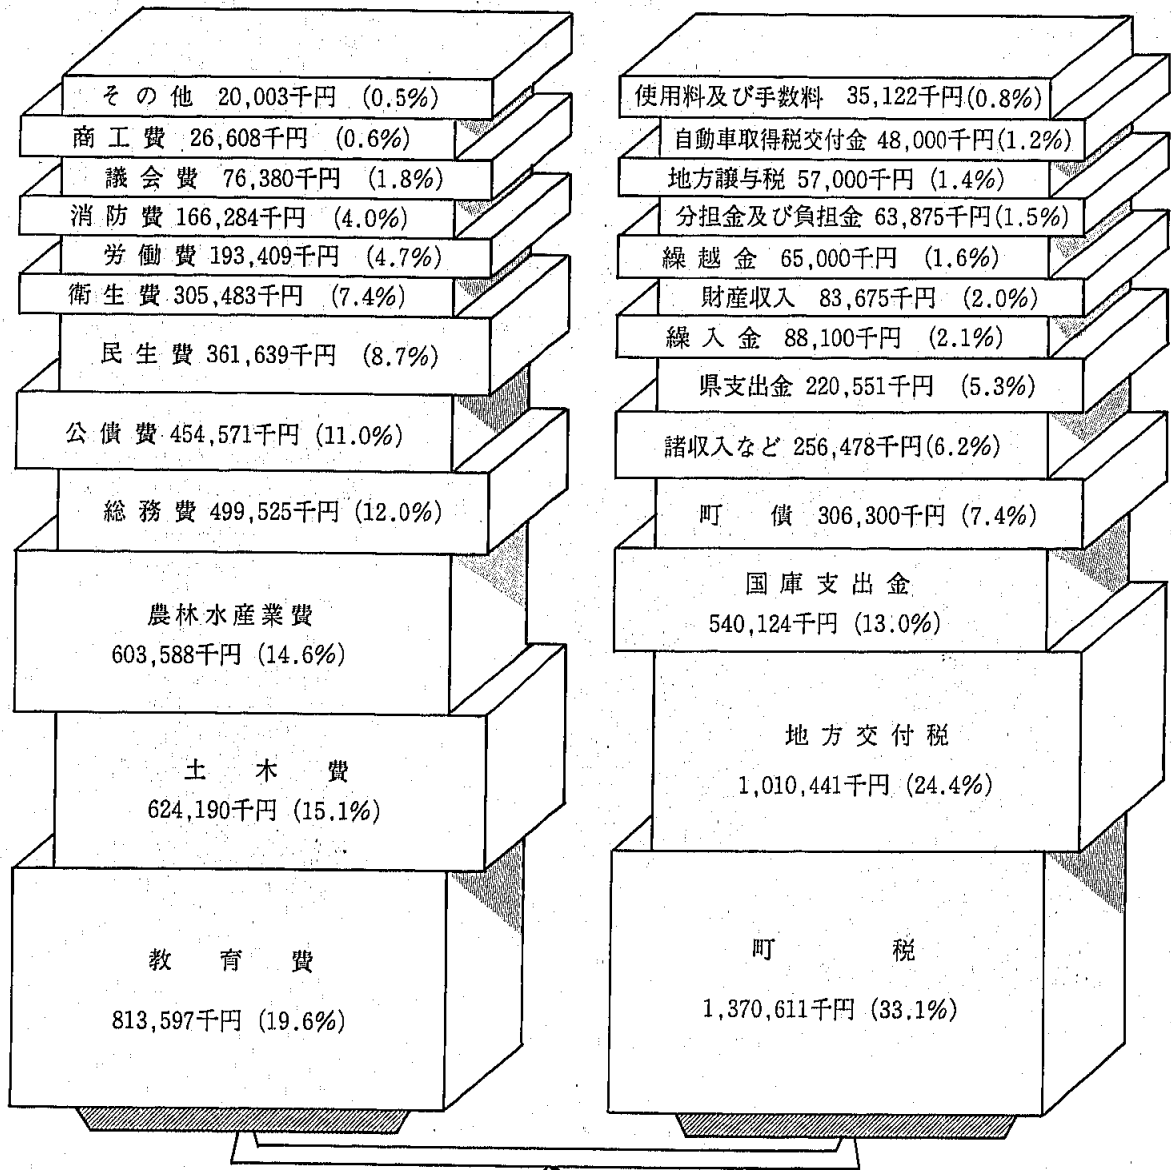 その他 20,003千円 (0.5%)
商工費 26,608千円 (0.6%)
議会費 76,380千円 (1.8%)
消防費 166,284千円 (4.0%)
労働費 193,409千円 (4.7%)
衛生費 305,483千円 (7.4%)
民生費 361,639千円 (8.7%)
公債費 454,571千円 (11.0%)
総務費 499,525千円 (12.0%)
農林水産業費
603,588千円 (14.6%)
土木費
624,190千円 (15.1%)
教育費
813,597千円 (19.6%)
使用料及び手数料 35,122千円(0.8%)
自動車取得税交付金 48,000千円(1.2%)
地方譲与税 57,000千円 (1.4%)
分担金及び負担金 63,875千円(1.5%)
繰越金 65,000千円 (1.6%)
財産収入 83,675千円 (2.0%)
繰入金 88,100千円 (2.1%)
県支出金 220,551千円 (5.3%)
諸収入など 256,478千円(6.2%)
町債 306,300千円 (7.4%)
国庫支出金
540,124千円 (13.0%)
地方交付税
1,010,441千円 (24.4%)
町税
1,370,611千円 (33.1%)